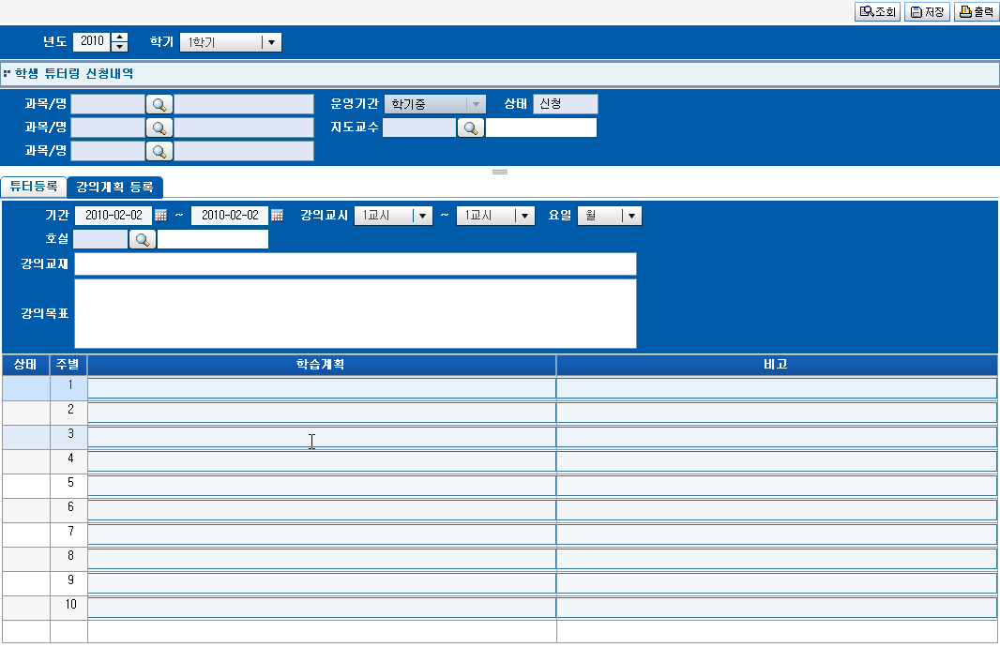 조회 저장 출력
년도 2010 학기 1학기
학생 튜터링 신청내역
과목/명 운영기간 학기중 상태 신청
과목/명 지도교수
과목/명
튜터등록 강의계획 등록
기간 2010-02-02 ~ 2010-02-02 강의교시 1교시 ~ 1교시 요일 월
호실
강의교재
강의목표
상태 주별 학습계획 비고
1
2
3
4
5
6
7
8
9
10